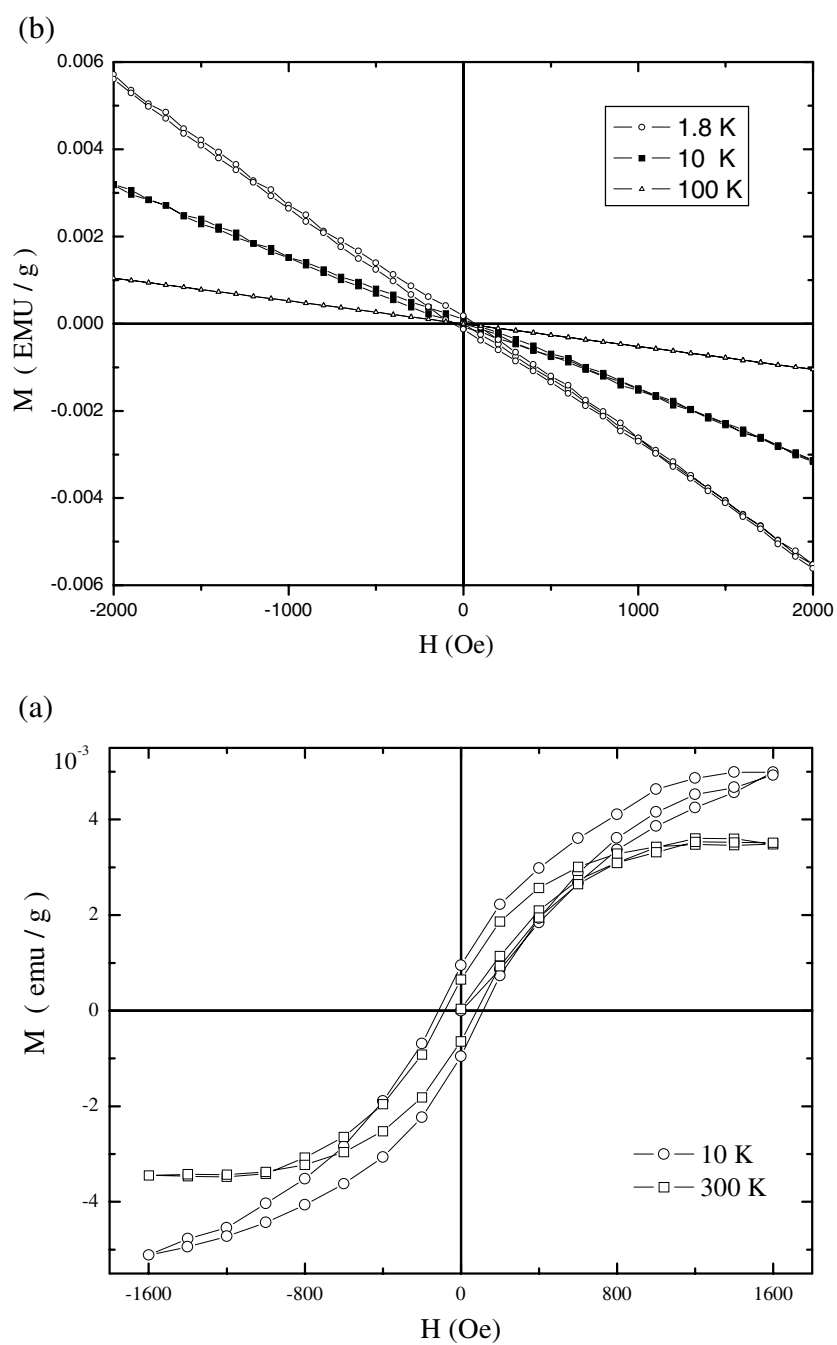 (b)
0.006
0.004
0.002
0.000
-0.002
-0.004
-0.006
M ( EMU / g )
1.8 K
10 K
100 K
-2000 -1000 0 1000 2000
H (Oe)
(a)
10-3
4
2
0
-2
-4
M ( emu / g )
10 K
300 K
-1600 -800 0 800 1600
H (Oe)